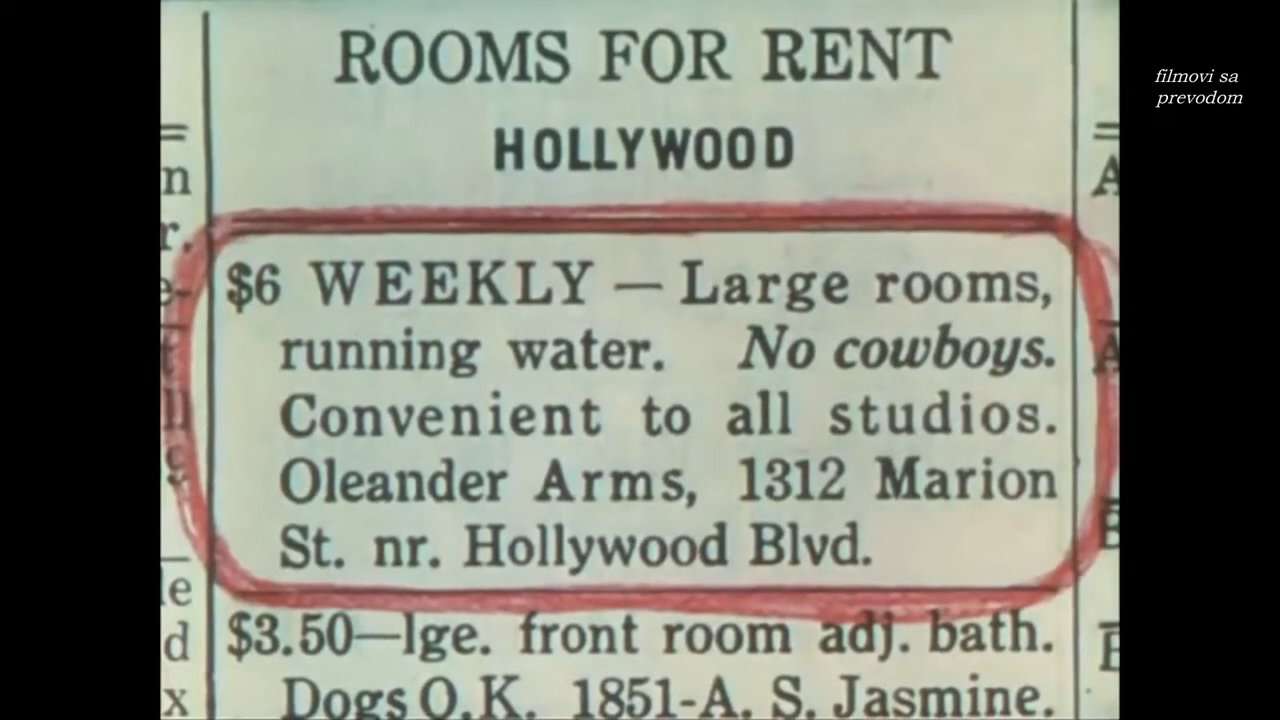 ROOMS FOR RENT
HOLLYWOOD
$6 WEEKLY — Large rooms,
running water. No cowboys.
Convenient to all studios.
Oleander Arms, 1312 Marion
St. nr. Hollywood Blvd.
$3.50—lge. front room adj. bath.
Dogs O.K. 1851-A. S. Jasmine.
filmovi sa
prevodom